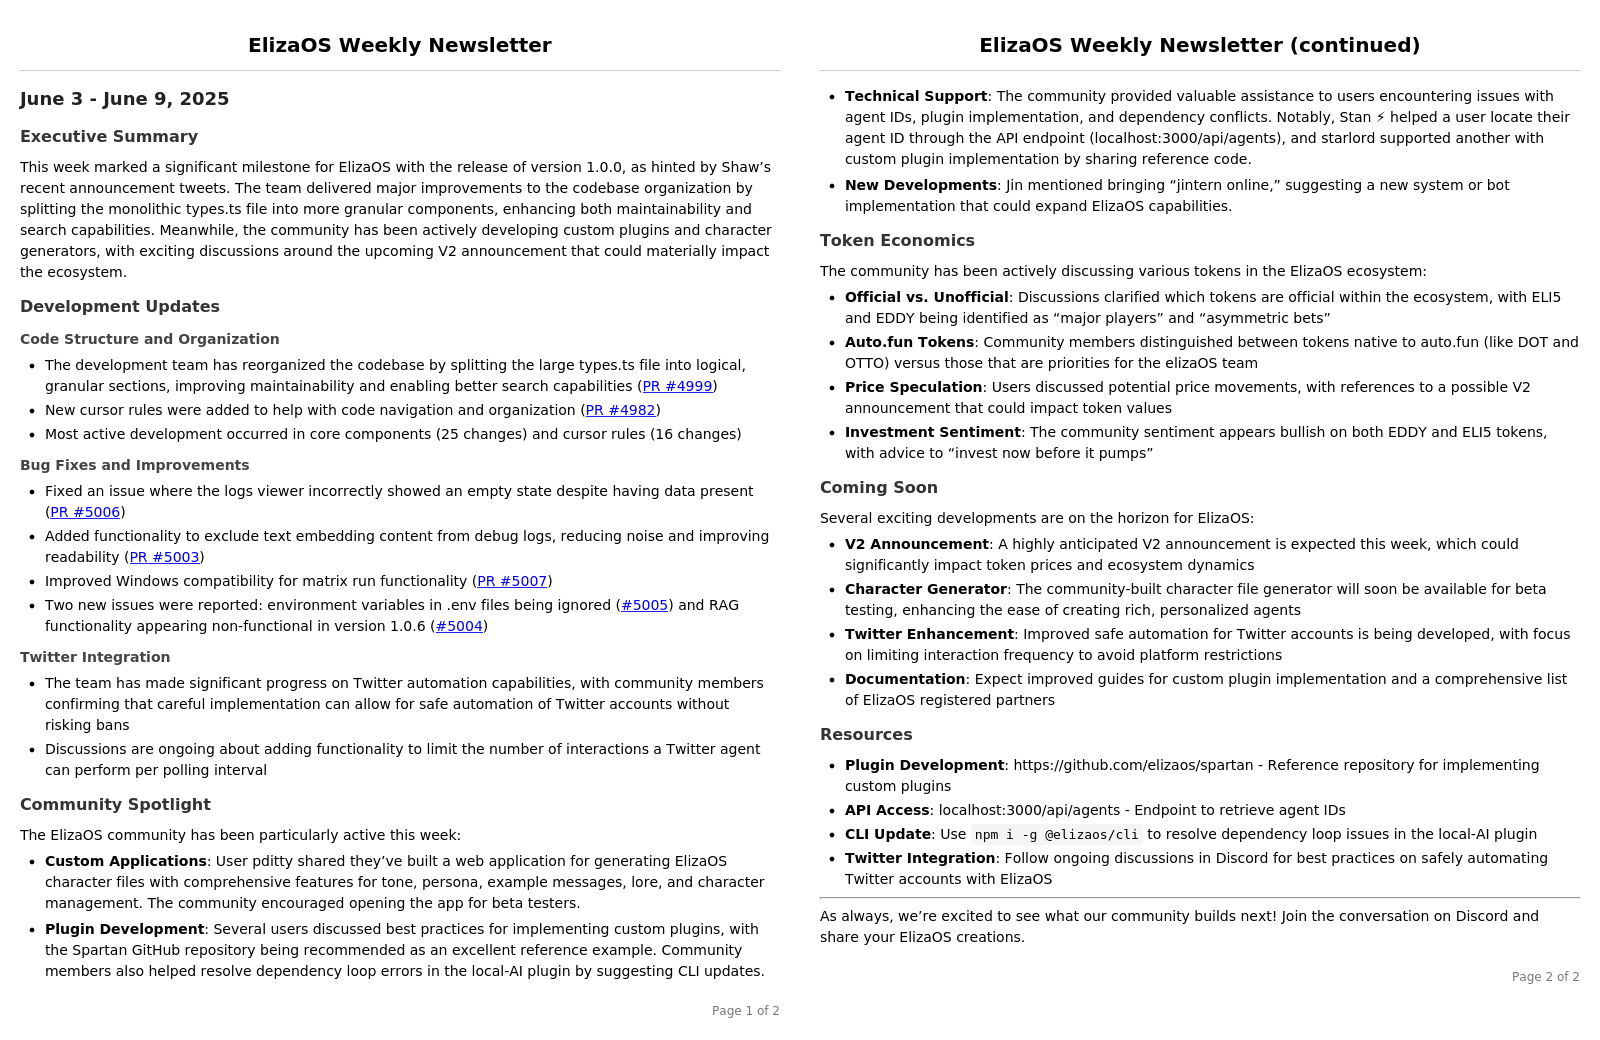 ElizaOS Weekly Newsletter
June 3 - June 9, 2025
Executive Summary
This week marked a significant milestone for ElizaOS with the release of version 1.0.0, as hinted by Shaw’s
recent announcement tweets. The team delivered major improvements to the codebase organization by
splitting the monolithic types.ts file into more granular components, enhancing both maintainability and
search capabilities. Meanwhile, the community has been actively developing custom plugins and character
generators, with exciting discussions around the upcoming V2 announcement that could materially impact
the ecosystem.
Development Updates
Code Structure and Organization
• The development team has reorganized the codebase by splitting the large types.ts file into logical,
granular sections, improving maintainability and enabling better search capabilities (PR #4999)
• New cursor rules were added to help with code navigation and organization (PR #4982)
• Most active development occurred in core components (25 changes) and cursor rules (16 changes)
Bug Fixes and Improvements
• Fixed an issue where the logs viewer incorrectly showed an empty state despite having data present
(PR #5006)
• Added functionality to exclude text embedding content from debug logs, reducing noise and improving
readability (PR #5003)
• Improved Windows compatibility for matrix run functionality (PR #5007)
• Two new issues were reported: environment variables in .env files being ignored (#5005) and RAG
functionality appearing non-functional in version 1.0.6 (#5004)
Twitter Integration
• The team has made significant progress on Twitter automation capabilities, with community members
confirming that careful implementation can allow for safe automation of Twitter accounts without
risking bans
• Discussions are ongoing about adding functionality to limit the number of interactions a Twitter agent
can perform per polling interval
Community Spotlight
The ElizaOS community has been particularly active this week:
• Custom Applications: User pditty shared they’ve built a web application for generating ElizaOS
character files with comprehensive features for tone, persona, example messages, lore, and character
management. The community encouraged opening the app for beta testers.
• Plugin Development: Several users discussed best practices for implementing custom plugins, with
the Spartan GitHub repository being recommended as an excellent reference example. Community
members also helped resolve dependency loop errors in the local-AI plugin by suggesting CLI updates.
Page 1 of 2
ElizaOS Weekly Newsletter (continued)
• Technical Support: The community provided valuable assistance to users encountering issues with
agent IDs, plugin implementation, and dependency conflicts. Notably, Stan ⚡ helped a user locate their
agent ID through the API endpoint (localhost:3000/api/agents), and starlord supported another with
custom plugin implementation by sharing reference code.
• New Developments: Jin mentioned bringing “jintern online,” suggesting a new system or bot
implementation that could expand ElizaOS capabilities.
Token Economics
The community has been actively discussing various tokens in the ElizaOS ecosystem:
• Official vs. Unofficial: Discussions clarified which tokens are official within the ecosystem, with ELI5
and EDDY being identified as “major players” and “asymmetric bets”
• Auto.fun Tokens: Community members distinguished between tokens native to auto.fun (like DOT and
OTTO) versus those that are priorities for the elizaOS team
• Price Speculation: Users discussed potential price movements, with references to a possible V2
announcement that could impact token values
• Investment Sentiment: The community sentiment appears bullish on both EDDY and ELI5 tokens,
with advice to “invest now before it pumps”
Coming Soon
Several exciting developments are on the horizon for ElizaOS:
• V2 Announcement: A highly anticipated V2 announcement is expected this week, which could
significantly impact token prices and ecosystem dynamics
• Character Generator: The community-built character file generator will soon be available for beta
testing, enhancing the ease of creating rich, personalized agents
• Twitter Enhancement: Improved safe automation for Twitter accounts is being developed, with focus
on limiting interaction frequency to avoid platform restrictions
• Documentation: Expect improved guides for custom plugin implementation and a comprehensive list
of ElizaOS registered partners
Resources
• Plugin Development: https://github.com/elizaos/spartan - Reference repository for implementing
custom plugins
• API Access: localhost:3000/api/agents - Endpoint to retrieve agent IDs
• CLI Update: Use npm i -g @elizaos/cli to resolve dependency loop issues in the local-AI plugin
• Twitter Integration: Follow ongoing discussions in Discord for best practices on safely automating
Twitter accounts with ElizaOS
As always, we’re excited to see what our community builds next! Join the conversation on Discord and
share your ElizaOS creations.
Page 2 of 2